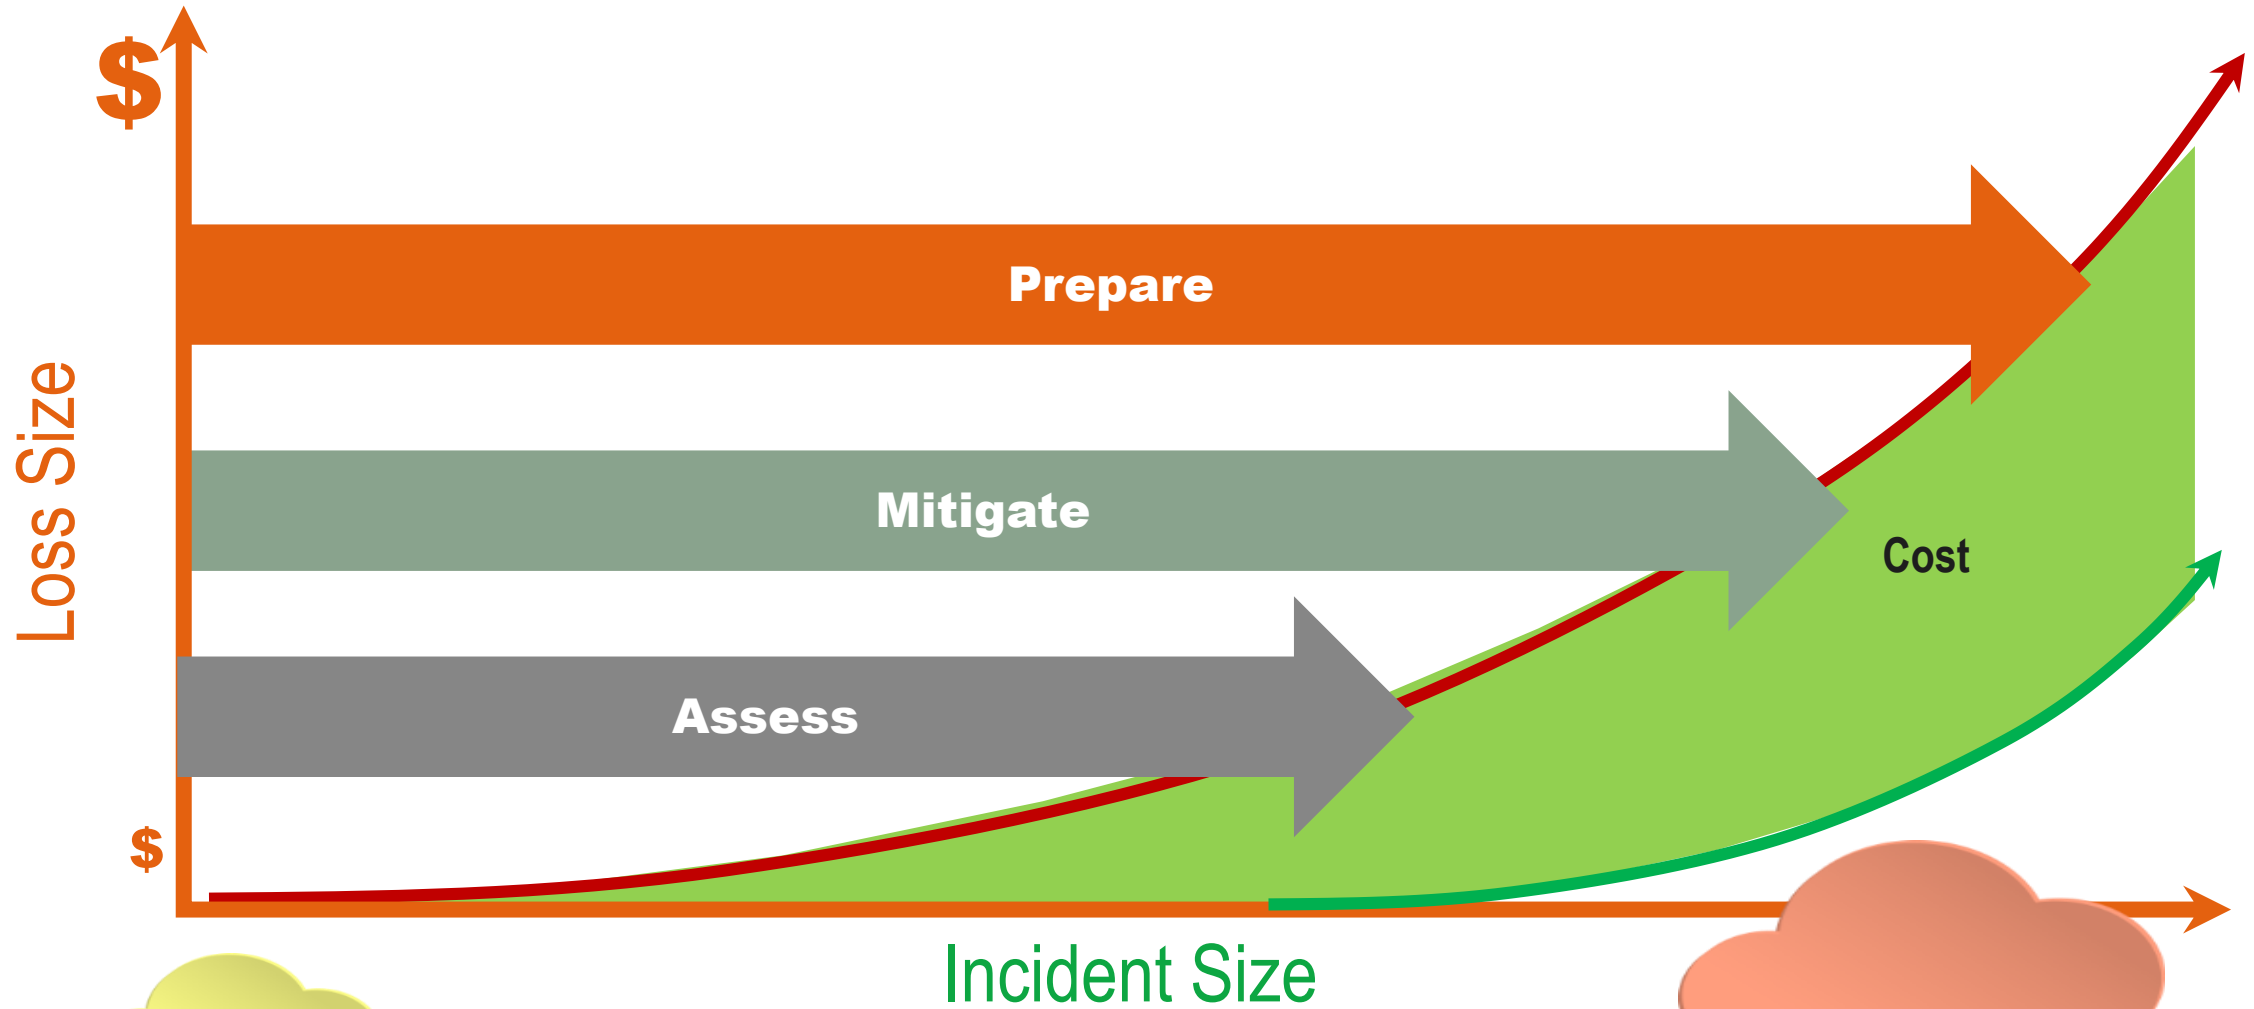 $
Prepare
Loss Size
Mitigate
Cost
Assess
$
Incident Size